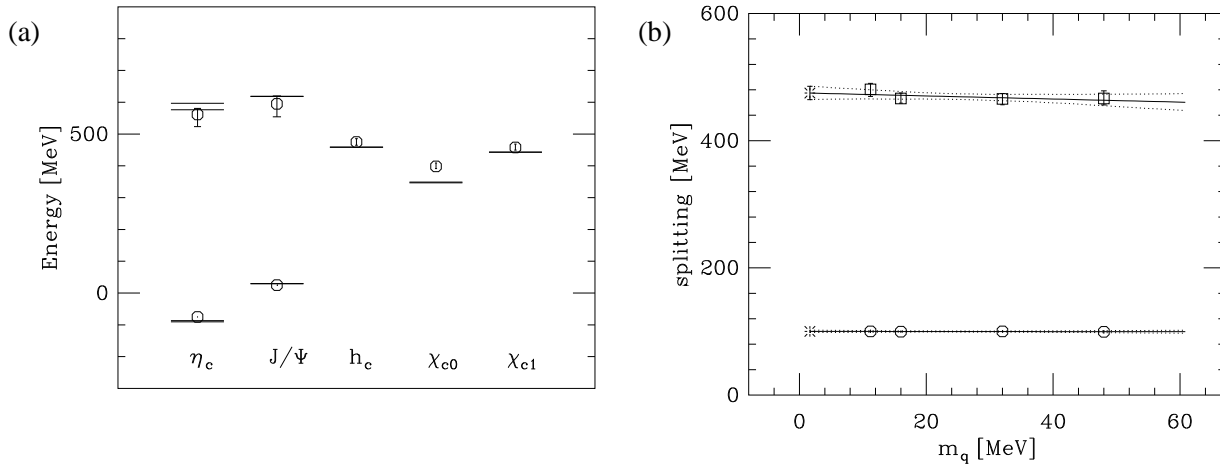 (a)
Energy [MeV]
500
0
η_c
J/Ψ
h_c
χ_c0
χ_c1
(b)
splitting [MeV]
600
400
200
0
0 20 40 60
m_q [MeV]